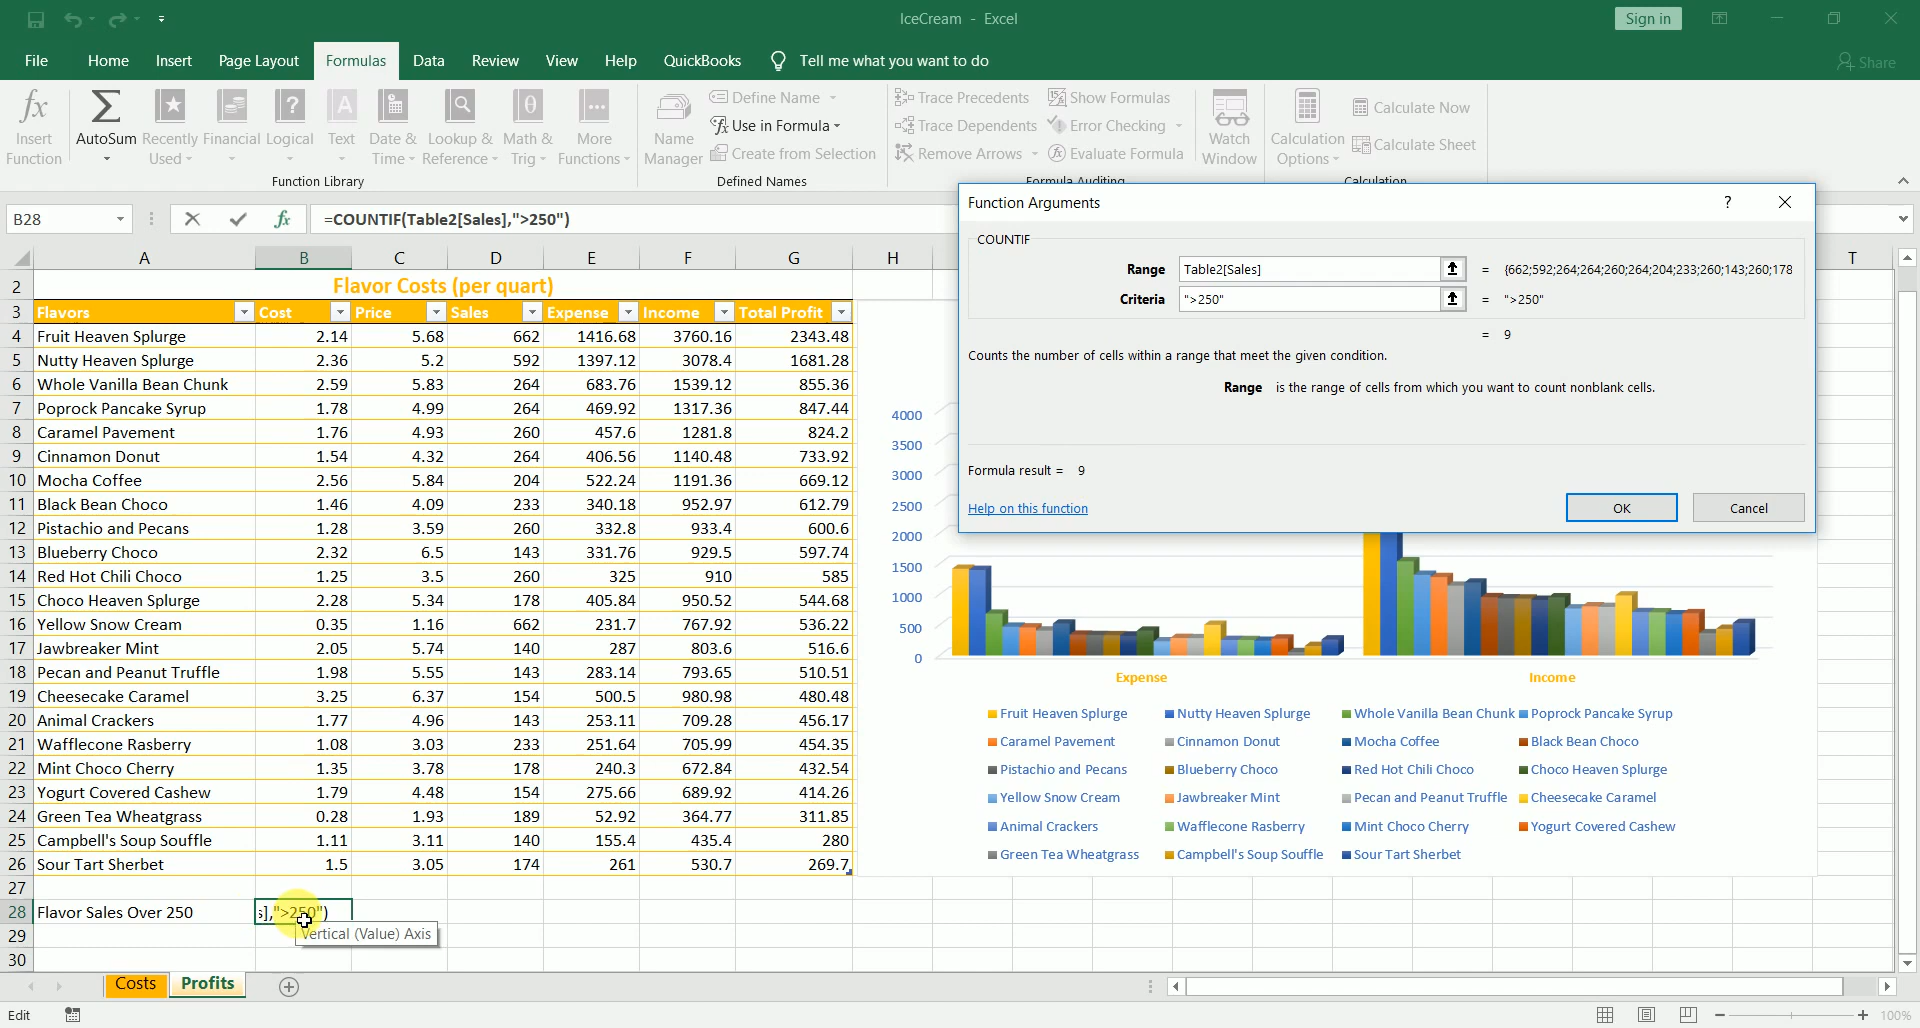 IceCream - Excel
Sign in
File Home Insert Page Layout Formulas Data Review View Help QuickBooks Tell me what you want to do Share
Insert Function
AutoSum
Recently Used
Financial
Logical
Text
Date & Time
Lookup & Reference
Math & Trig
More Functions
Function Library
Name Manager
Define Name
Use in Formula
Create from Selection
Defined Names
Trace Precedents
Trace Dependents
Remove Arrows
Show Formulas
Error Checking
Evaluate Formula
Formula Auditing
Watch Window
Calculation Options
Calculate Now
Calculate Sheet
Calculation
B28 fx =COUNTIF(Table2[Sales],">250")
A B C D E F G H T
2 Flavor Costs (per quart)
3 Flavors Cost Price Sales Expense Income Total Profit
4 Fruit Heaven Splurge 2.14 5.68 662 1416.68 3760.16 2343.48
5 Nutty Heaven Splurge 2.36 5.2 592 1397.12 3078.4 1681.28
6 Whole Vanilla Bean Chunk 2.59 5.83 264 683.76 1539.12 855.36
7 Poprock Pancake Syrup 1.78 4.99 264 469.92 1317.36 847.44
8 Caramel Pavement 1.76 4.93 260 457.6 1281.8 824.2
9 Cinnamon Donut 1.54 4.32 264 406.56 1140.48 733.92
10 Mocha Coffee 2.56 5.84 204 522.24 1191.36 669.12
11 Black Bean Choco 1.46 4.09 233 340.18 952.97 612.79
12 Pistachio and Pecans 1.28 3.59 260 332.8 933.4 600.6
13 Blueberry Choco 2.32 6.5 143 331.76 929.5 597.74
14 Red Hot Chili Choco 1.25 3.5 260 325 910 585
15 Choco Heaven Splurge 2.28 5.34 178 405.84 950.52 544.68
16 Yellow Snow Cream 0.35 1.16 662 231.7 767.92 536.22
17 Jawbreaker Mint 2.05 5.74 140 287 803.6 516.6
18 Pecan and Peanut Truffle 1.98 5.55 143 283.14 793.65 510.51
19 Cheesecake Caramel 3.25 6.37 154 500.5 980.98 480.48
20 Animal Crackers 1.77 4.96 143 253.11 709.28 456.17
21 Wafflecone Rasberry 1.08 3.03 233 251.64 705.99 454.35
22 Mint Choco Cherry 1.35 3.78 178 240.3 672.84 432.54
23 Yogurt Covered Cashew 1.79 4.48 154 275.66 689.92 414.26
24 Green Tea Wheatgrass 0.28 1.93 189 52.92 364.77 311.85
25 Campbell's Soup Souffle 1.11 3.11 140 155.4 435.4 280
26 Sour Tart Sherbet 1.5 3.05 174 261 530.7 269.7
27
28 Flavor Sales Over 250 s],">250")
Vertical (Value) Axis
29
30
Function Arguments ?
COUNTIF
Range Table2[Sales] = {662;592;264;264;260;264;204;233;260;143;260;178
Criteria ">250" = ">250"
= 9
Counts the number of cells within a range that meet the given condition.
Range is the range of cells from which you want to count nonblank cells.
Formula result = 9
Help on this function
OK
Cancel
4000
3500
3000
2500
2000
1500
1000
500
0
Expense Income
Fruit Heaven Splurge Nutty Heaven Splurge Whole Vanilla Bean Chunk Poprock Pancake Syrup
Caramel Pavement Cinnamon Donut Mocha Coffee Black Bean Choco
Pistachio and Pecans Blueberry Choco Red Hot Chili Choco Choco Heaven Splurge
Yellow Snow Cream Jawbreaker Mint Pecan and Peanut Truffle Cheesecake Caramel
Animal Crackers Wafflecone Rasberry Mint Choco Cherry Yogurt Covered Cashew
Green Tea Wheatgrass Campbell's Soup Souffle Sour Tart Sherbet
Costs Profits
Edit
100%